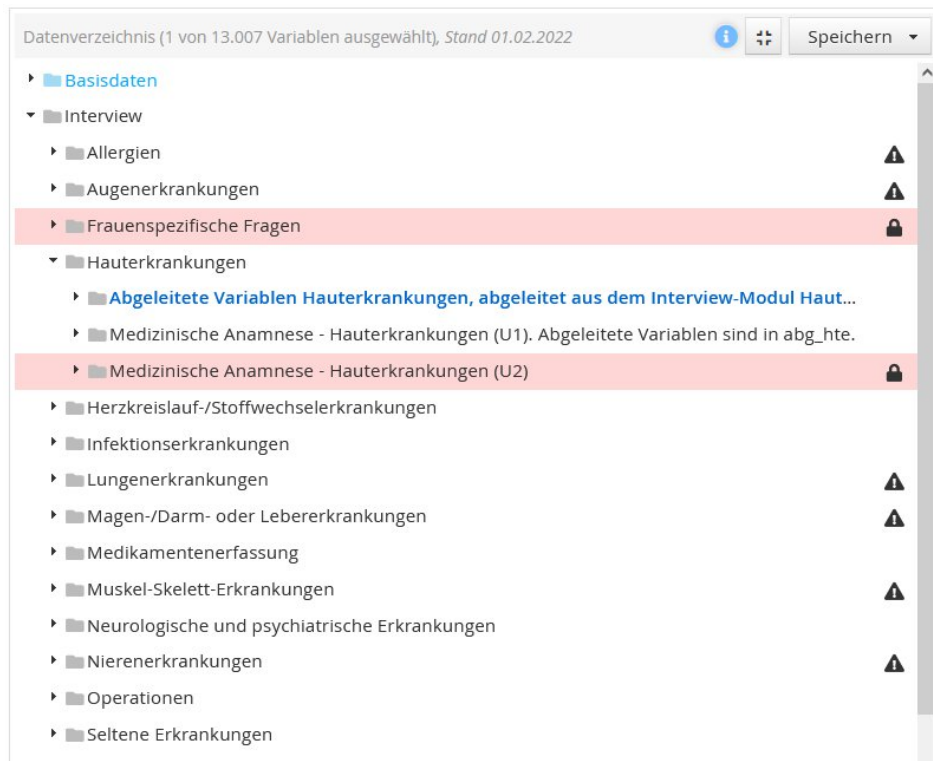 Datenverzeichnis (1 von 13.007 Variablen ausgewählt), Stand 01.02.2022
Speichern
Basisdaten
Interview
Allergien
Augenerkrankungen
Frauenspezifische Fragen
Hauterkrankungen
Abgeleitete Variablen Hauterkrankungen, abgeleitet aus dem Interview-Modul Haut...
Medizinische Anamnese - Hauterkrankungen (U1). Abgeleitete Variablen sind in abg_hte.
Medizinische Anamnese - Hauterkrankungen (U2)
Herzkreislauf-/Stoffwechselerkrankungen
Infektionserkrankungen
Lungenerkrankungen
Magen-/Darm- oder Lebererkrankungen
Medikamentenerfassung
Muskel-Skelett-Erkrankungen
Neurologische und psychiatrische Erkrankungen
Nierenerkrankungen
Operationen
Seltene Erkrankungen